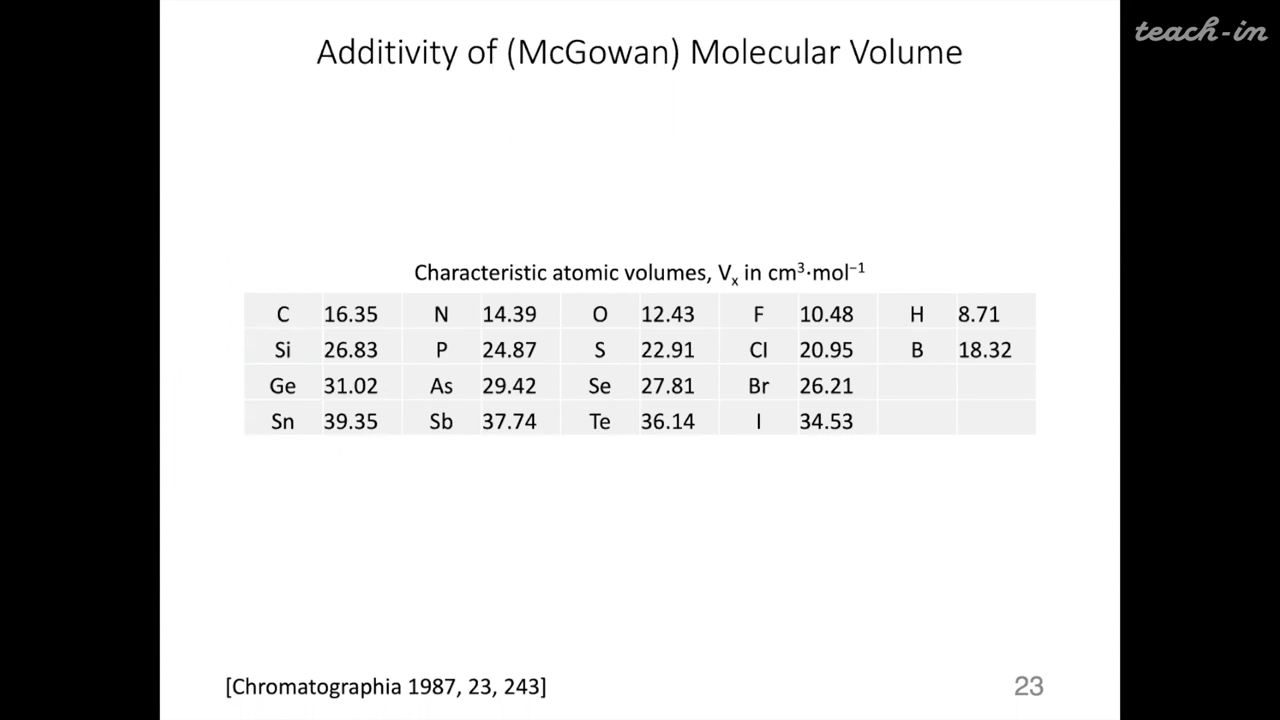 teach-in
Additivity of (McGowan) Molecular Volume
Characteristic atomic volumes, Vₓ in cm³·mol⁻¹
C 16.35 N 14.39 O 12.43 F 10.48 H 8.71
Si 26.83 P 24.87 S 22.91 Cl 20.95 B 18.32
Ge 31.02 As 29.42 Se 27.81 Br 26.21
Sn 39.35 Sb 37.74 Te 36.14 I 34.53
[Chromatographia 1987, 23, 243]
23